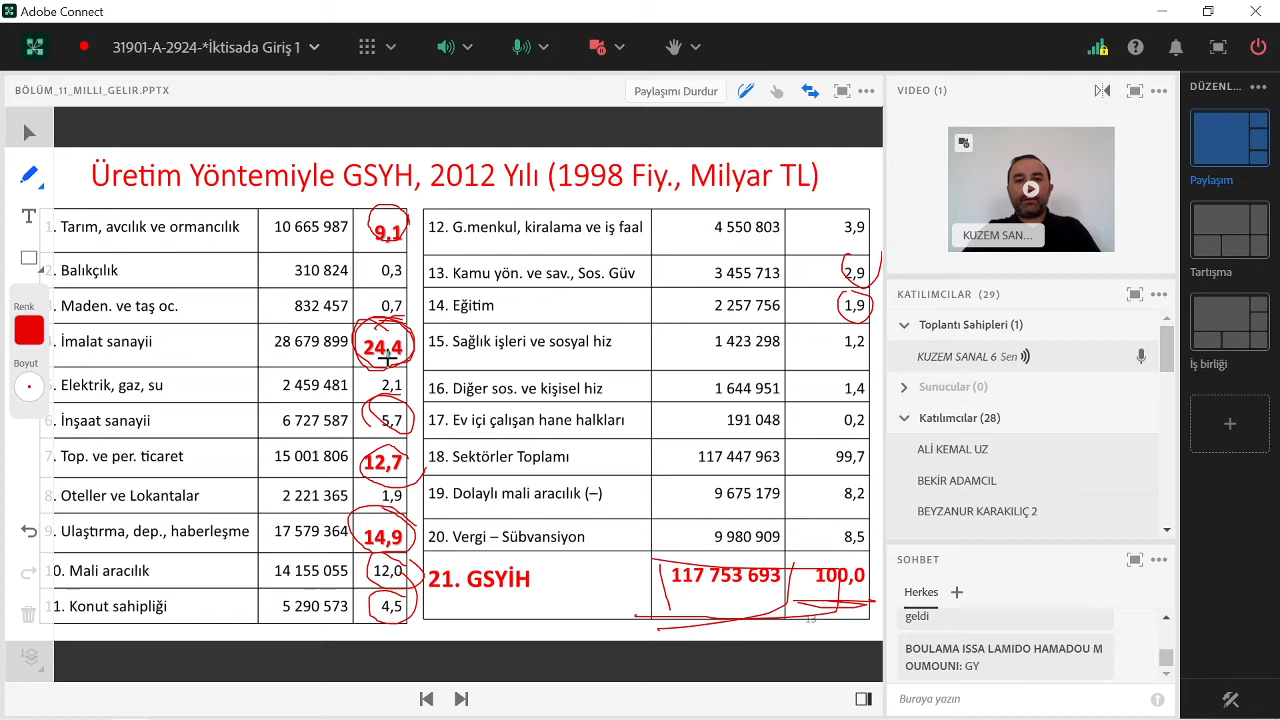 Adobe Connect
31901-A-2924-*İktisada Giriş 1
BÖLÜM_11_MILLI_GELIR.PPTX
Paylaşımı Durdur
Üretim Yöntemiyle GSYH, 2012 Yılı (1998 Fiy., Milyar TL)
1. Tarım, avcılık ve ormancılık 10 665 987 9,1
2. Balıkçılık 310 824 0,3
3. Maden. ve taş oc. 832 457 0,7
4. İmalat sanayii 28 679 899 24,4
5. Elektrik, gaz, su 2 459 481 2,1
6. İnşaat sanayii 6 727 587 5,7
7. Top. ve per. ticaret 15 001 806 12,7
8. Oteller ve Lokantalar 2 221 365 1,9
9. Ulaştırma, dep., haberleşme 17 579 364 14,9
10. Mali aracılık 14 155 055 12,0
11. Konut sahipliği 5 290 573 4,5
12. G.menkul, kiralama ve iş faal 4 550 803 3,9
13. Kamu yön. ve sav., Sos. Güv 3 455 713 2,9
14. Eğitim 2 257 756 1,9
15. Sağlık işleri ve sosyal hiz 1 423 298 1,2
16. Diğer sos. ve kişisel hiz 1 644 951 1,4
17. Ev içi çalışan hane halkları 191 048 0,2
18. Sektörler Toplamı 117 447 963 99,7
19. Dolaylı mali aracılık (–) 9 675 179 8,2
20. Vergi – Sübvansiyon 9 980 909 8,5
21. GSYİH 117 753 693 100,0
13
T
Renk
Boyut
VIDEO (1)
KUZEM SAN...
KATILIMCILAR (29)
Toplantı Sahipleri (1)
KUZEM SANAL 6 Sen
Sunucular (0)
Katılımcılar (28)
ALİ KEMAL UZ
BEKİR ADAMCIL
BEYZANUR KARAKILIÇ 2
SOHBET
Herkes
geldi
BOULAMA ISSA LAMIDO HAMADOU M
OUMOUNI: GY
Buraya yazın
DÜZENL...
Paylaşım
Tartışma
İş birliği